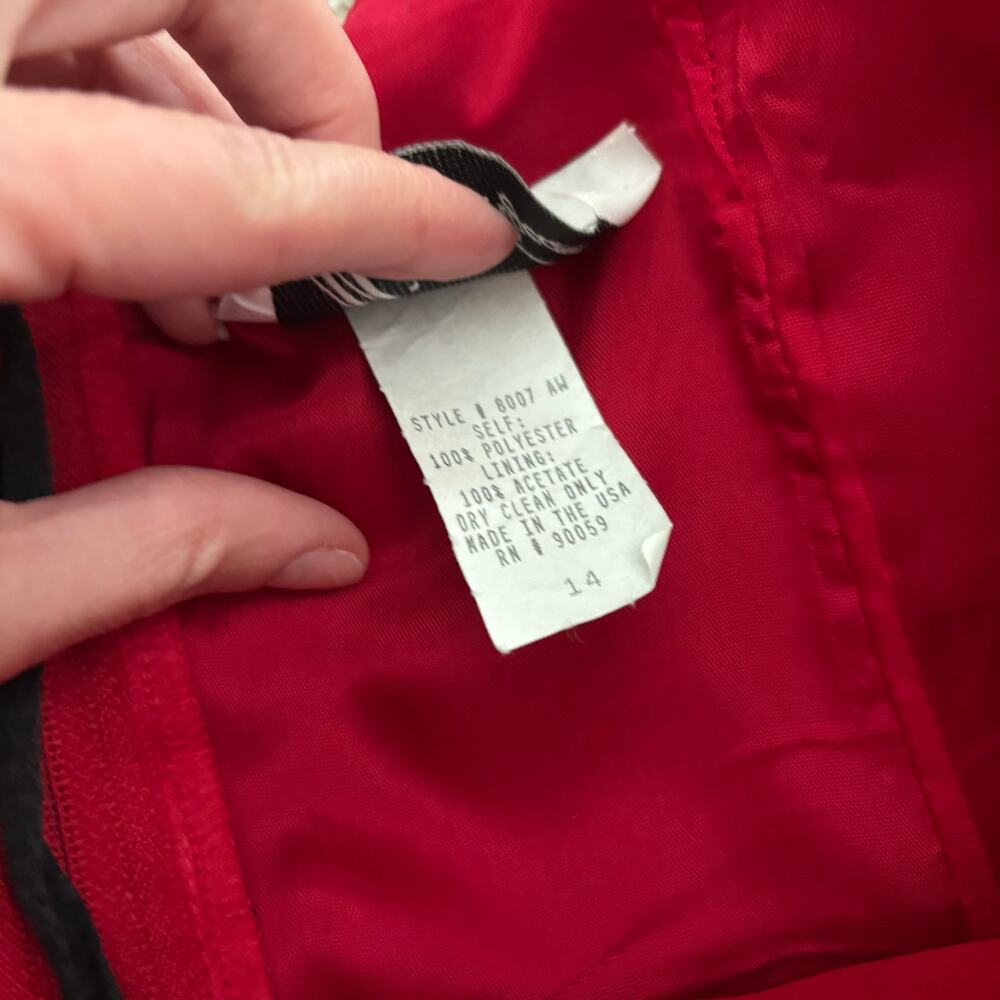 STYLE # 8007 AW
SELF:
100% POLYESTER
LINING:
100% ACETATE
DRY CLEAN ONLY
MADE IN THE USA
RN # 90059
14